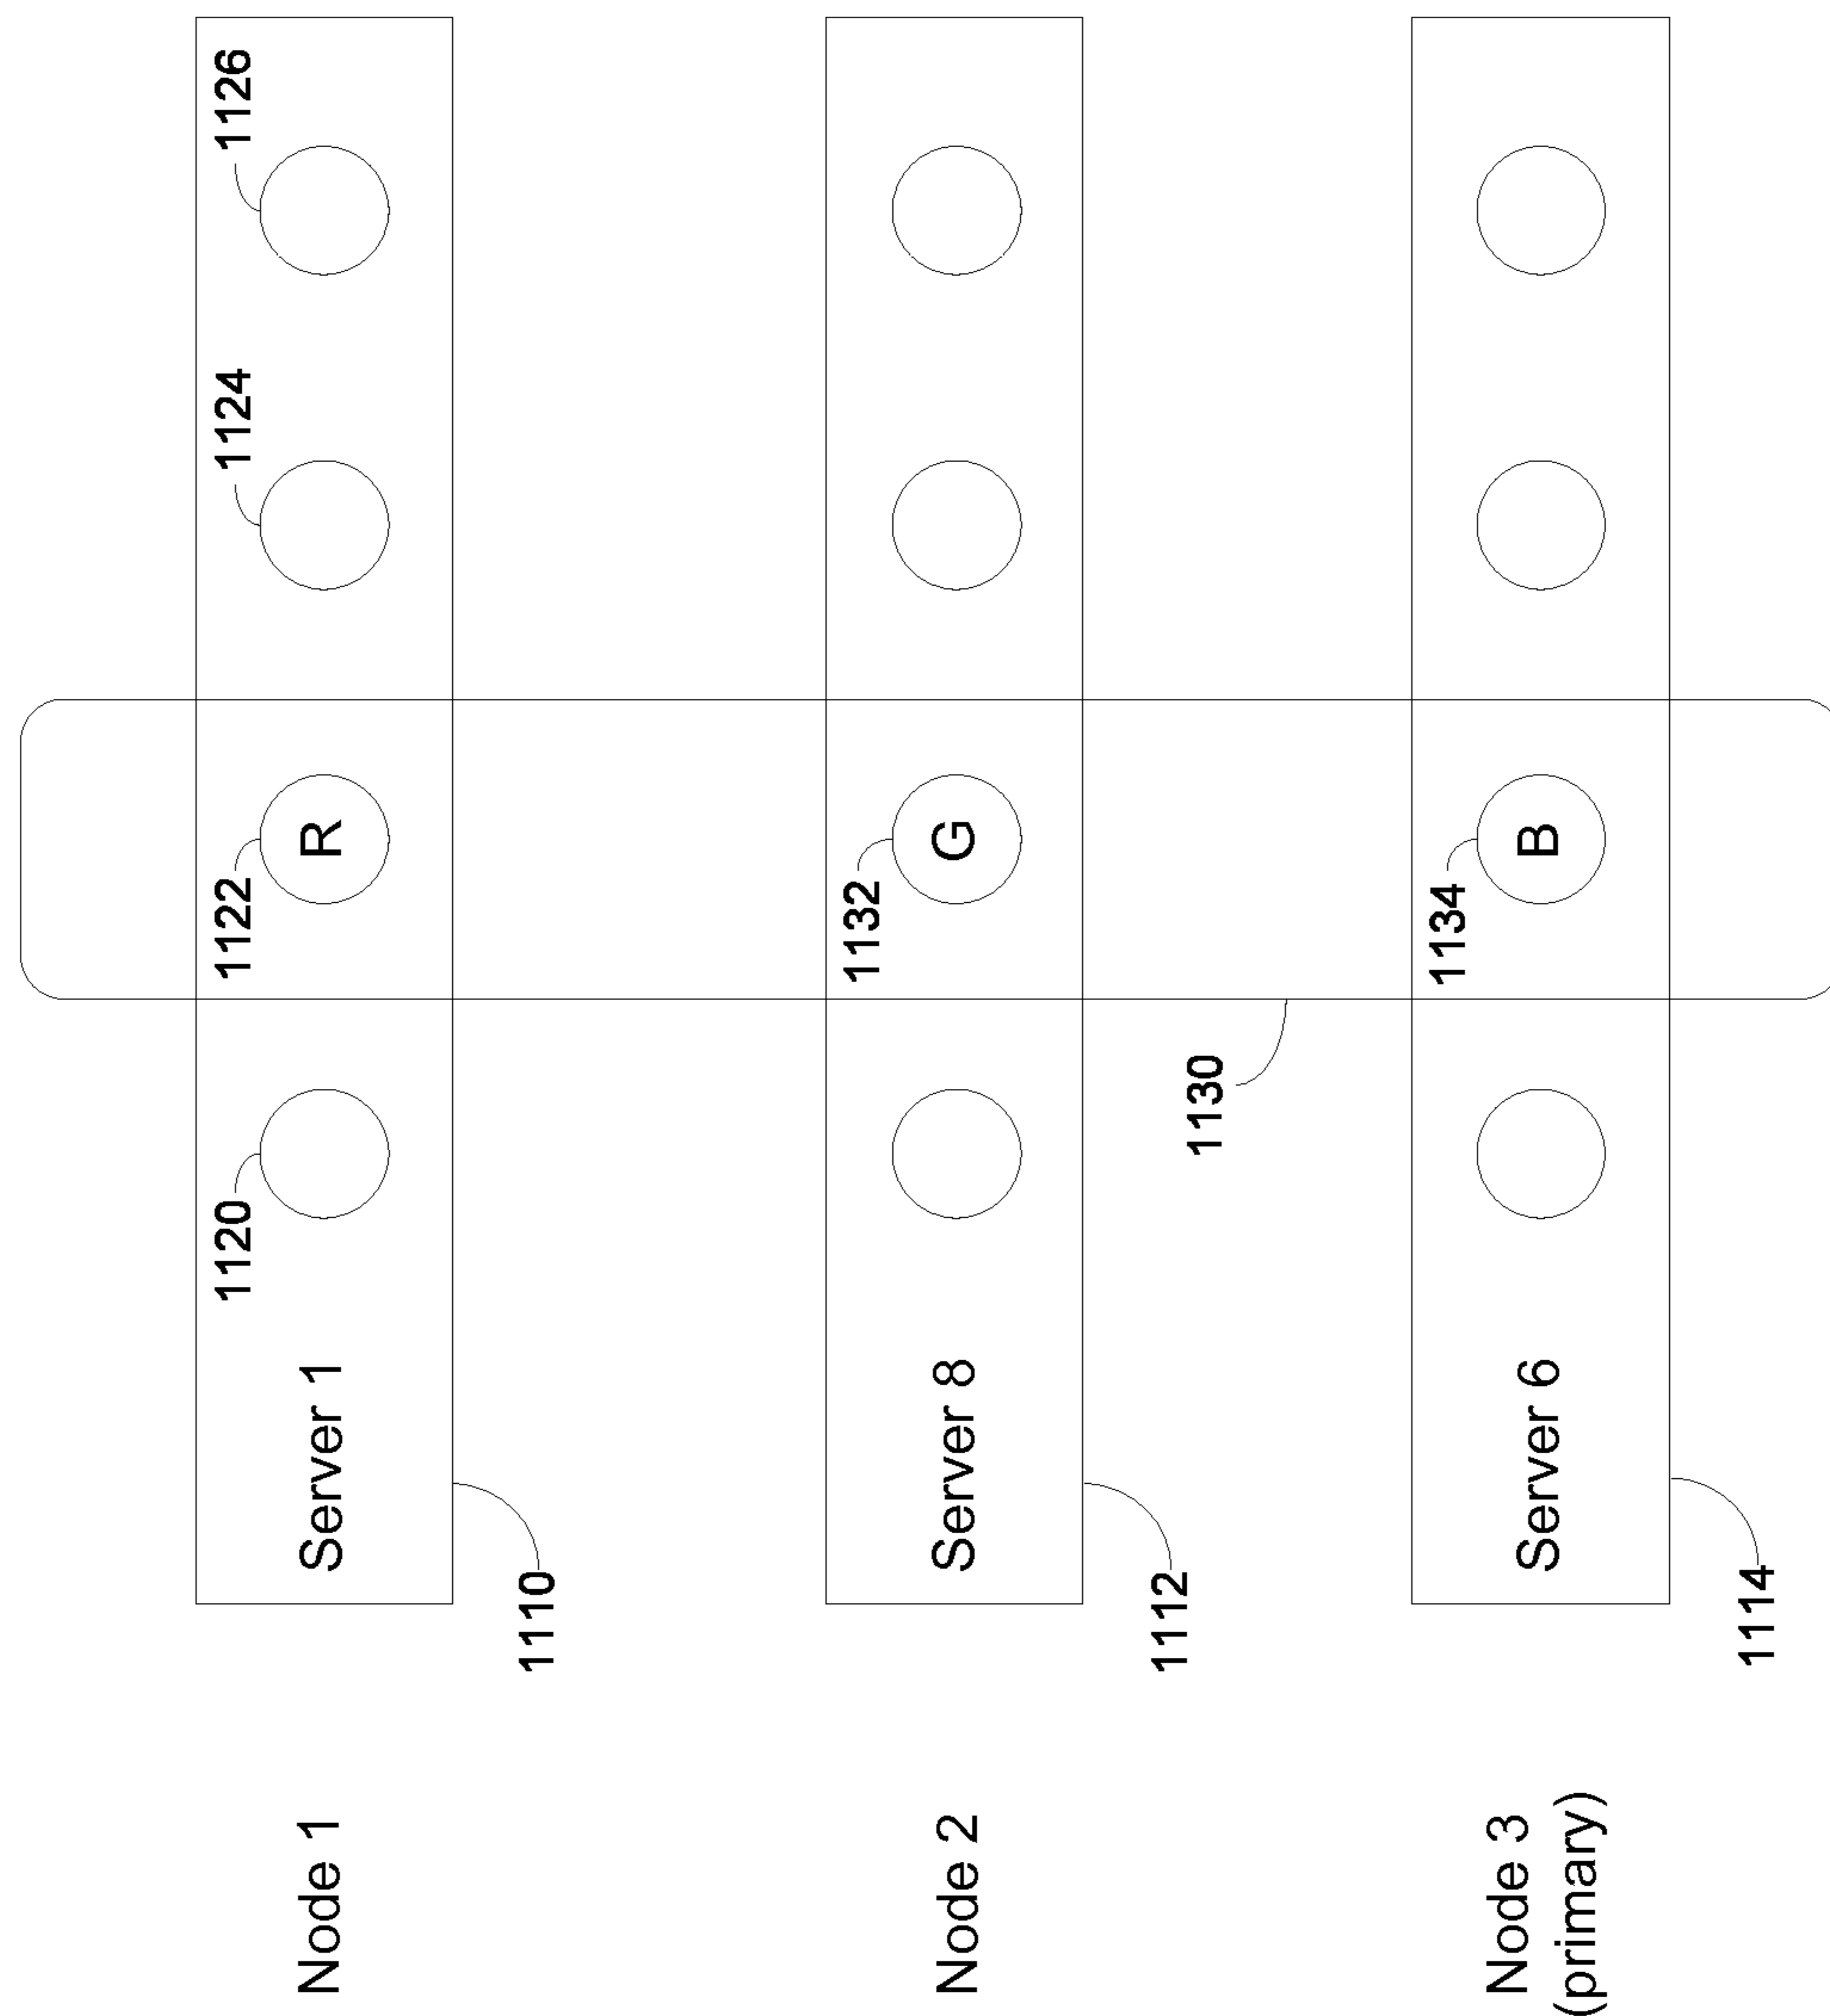 Node 1
Server 1
1110
1120
1122
R
1124
1126
Node 2
Server 8
1112
1132
G
1130
Node 3
(primary)
Server 6
1114
1134
B